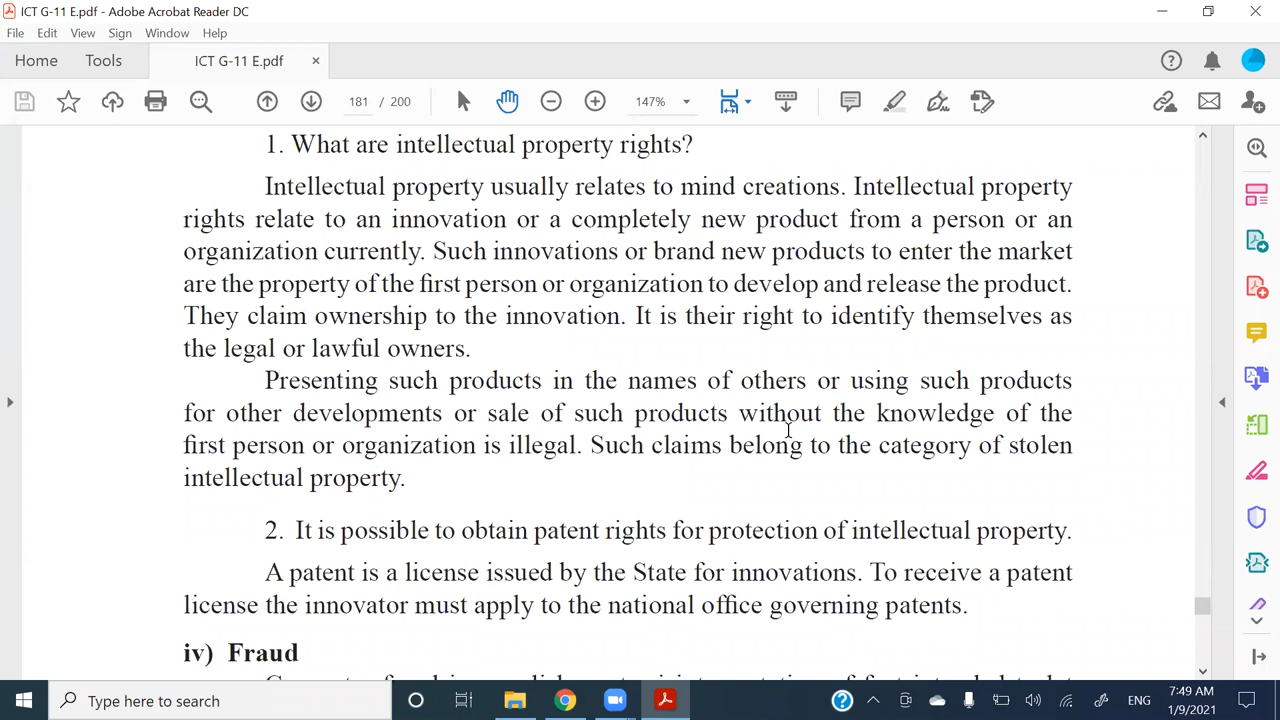 ICT G-11 E.pdf - Adobe Acrobat Reader DC
File Edit View Sign Window Help
Home Tools ICT G-11 E.pdf ×
181 / 200 147%
1. What are intellectual property rights?
Intellectual property usually relates to mind creations. Intellectual property
rights relate to an innovation or a completely new product from a person or an
organization currently. Such innovations or brand new products to enter the market
are the property of the first person or organization to develop and release the product.
They claim ownership to the innovation. It is their right to identify themselves as
the legal or lawful owners.
Presenting such products in the names of others or using such products
for other developments or sale of such products without the knowledge of the
first person or organization is illegal. Such claims belong to the category of stolen
intellectual property.
2. It is possible to obtain patent rights for protection of intellectual property.
A patent is a license issued by the State for innovations. To receive a patent
license the innovator must apply to the national office governing patents.
iv) Fraud
Type here to search
ENG
7:49 AM
1/9/2021